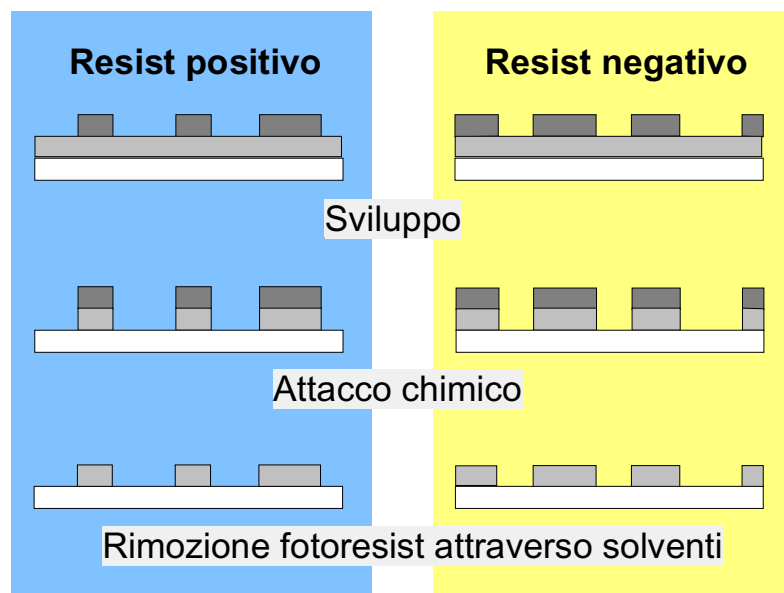 Resist positivo
Resist negativo
Sviluppo
Attacco chimico
Rimozione fotoresist attraverso solventi